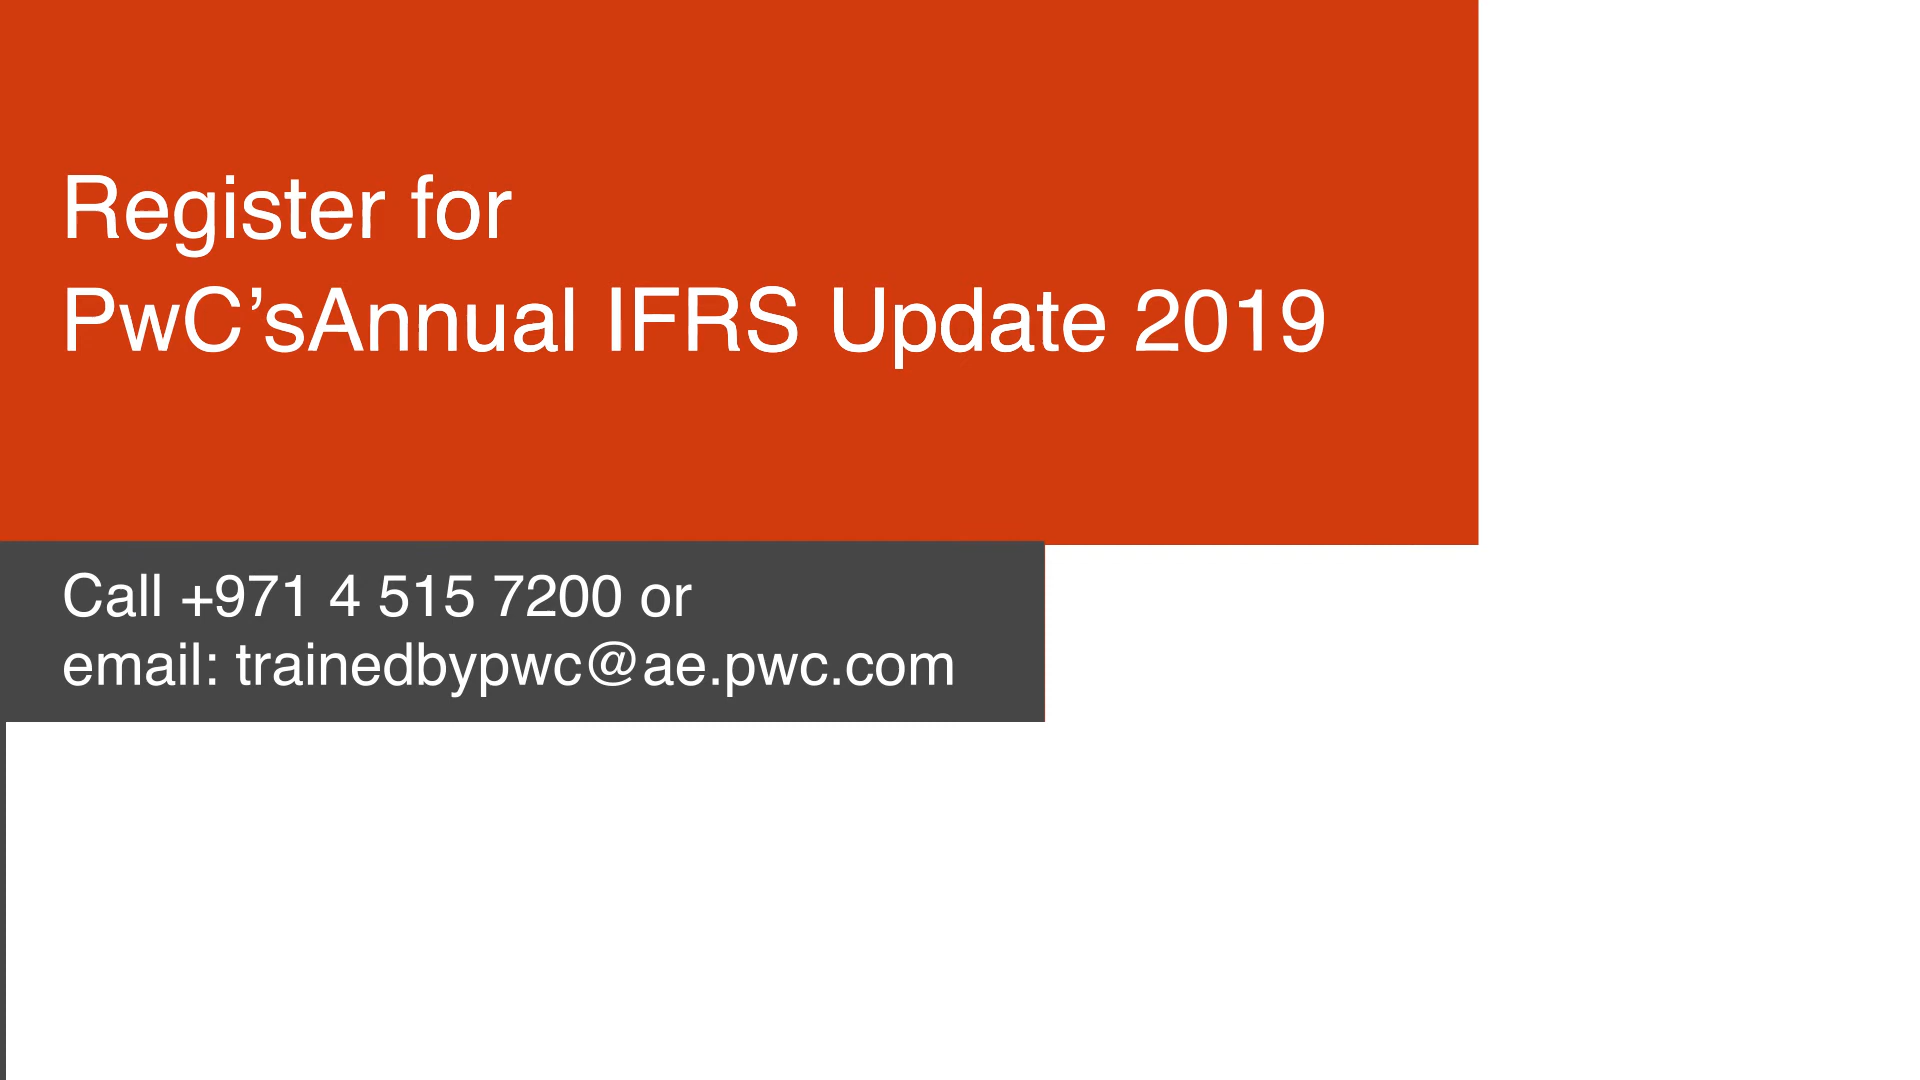 Register for
PwC’sAnnual IFRS Update 2019
Call +971 4 515 7200 or
email: trainedbypwc@ae.pwc.com